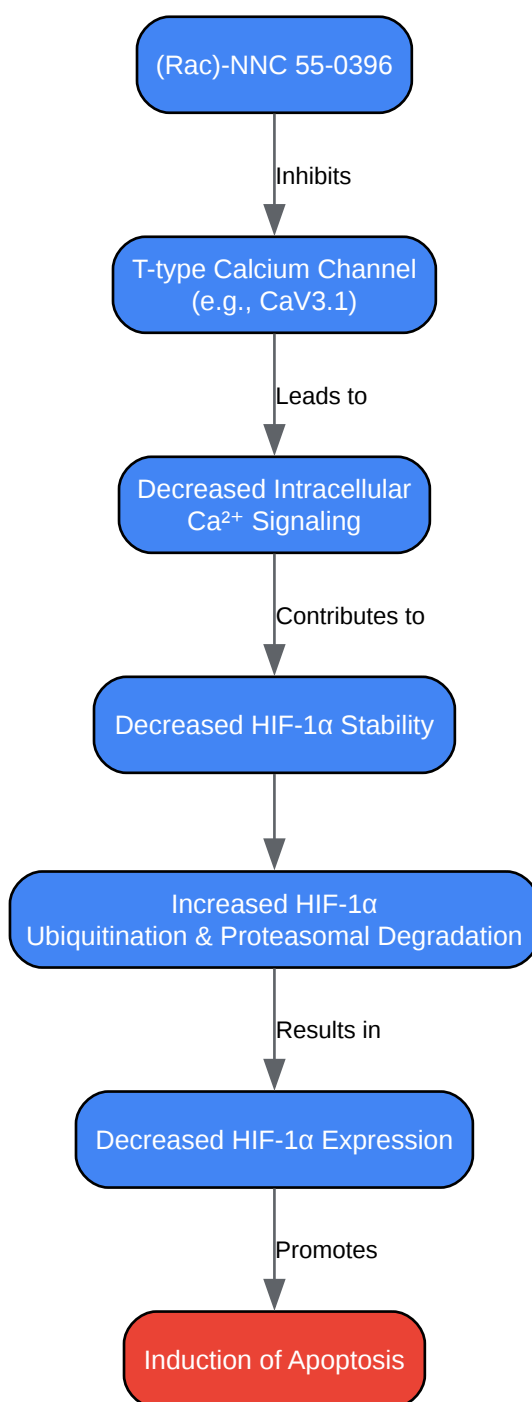 (Rac)-NNC 55-0396
Inhibits
T-type Calcium Channel
(e.g., CaV3.1)
Leads to
Decreased Intracellular
Ca²⁺ Signaling
Contributes to
Decreased HIF-1α Stability
Increased HIF-1α
Ubiquitination & Proteasomal Degradation
Results in
Decreased HIF-1α Expression
Promotes
Induction of Apoptosis